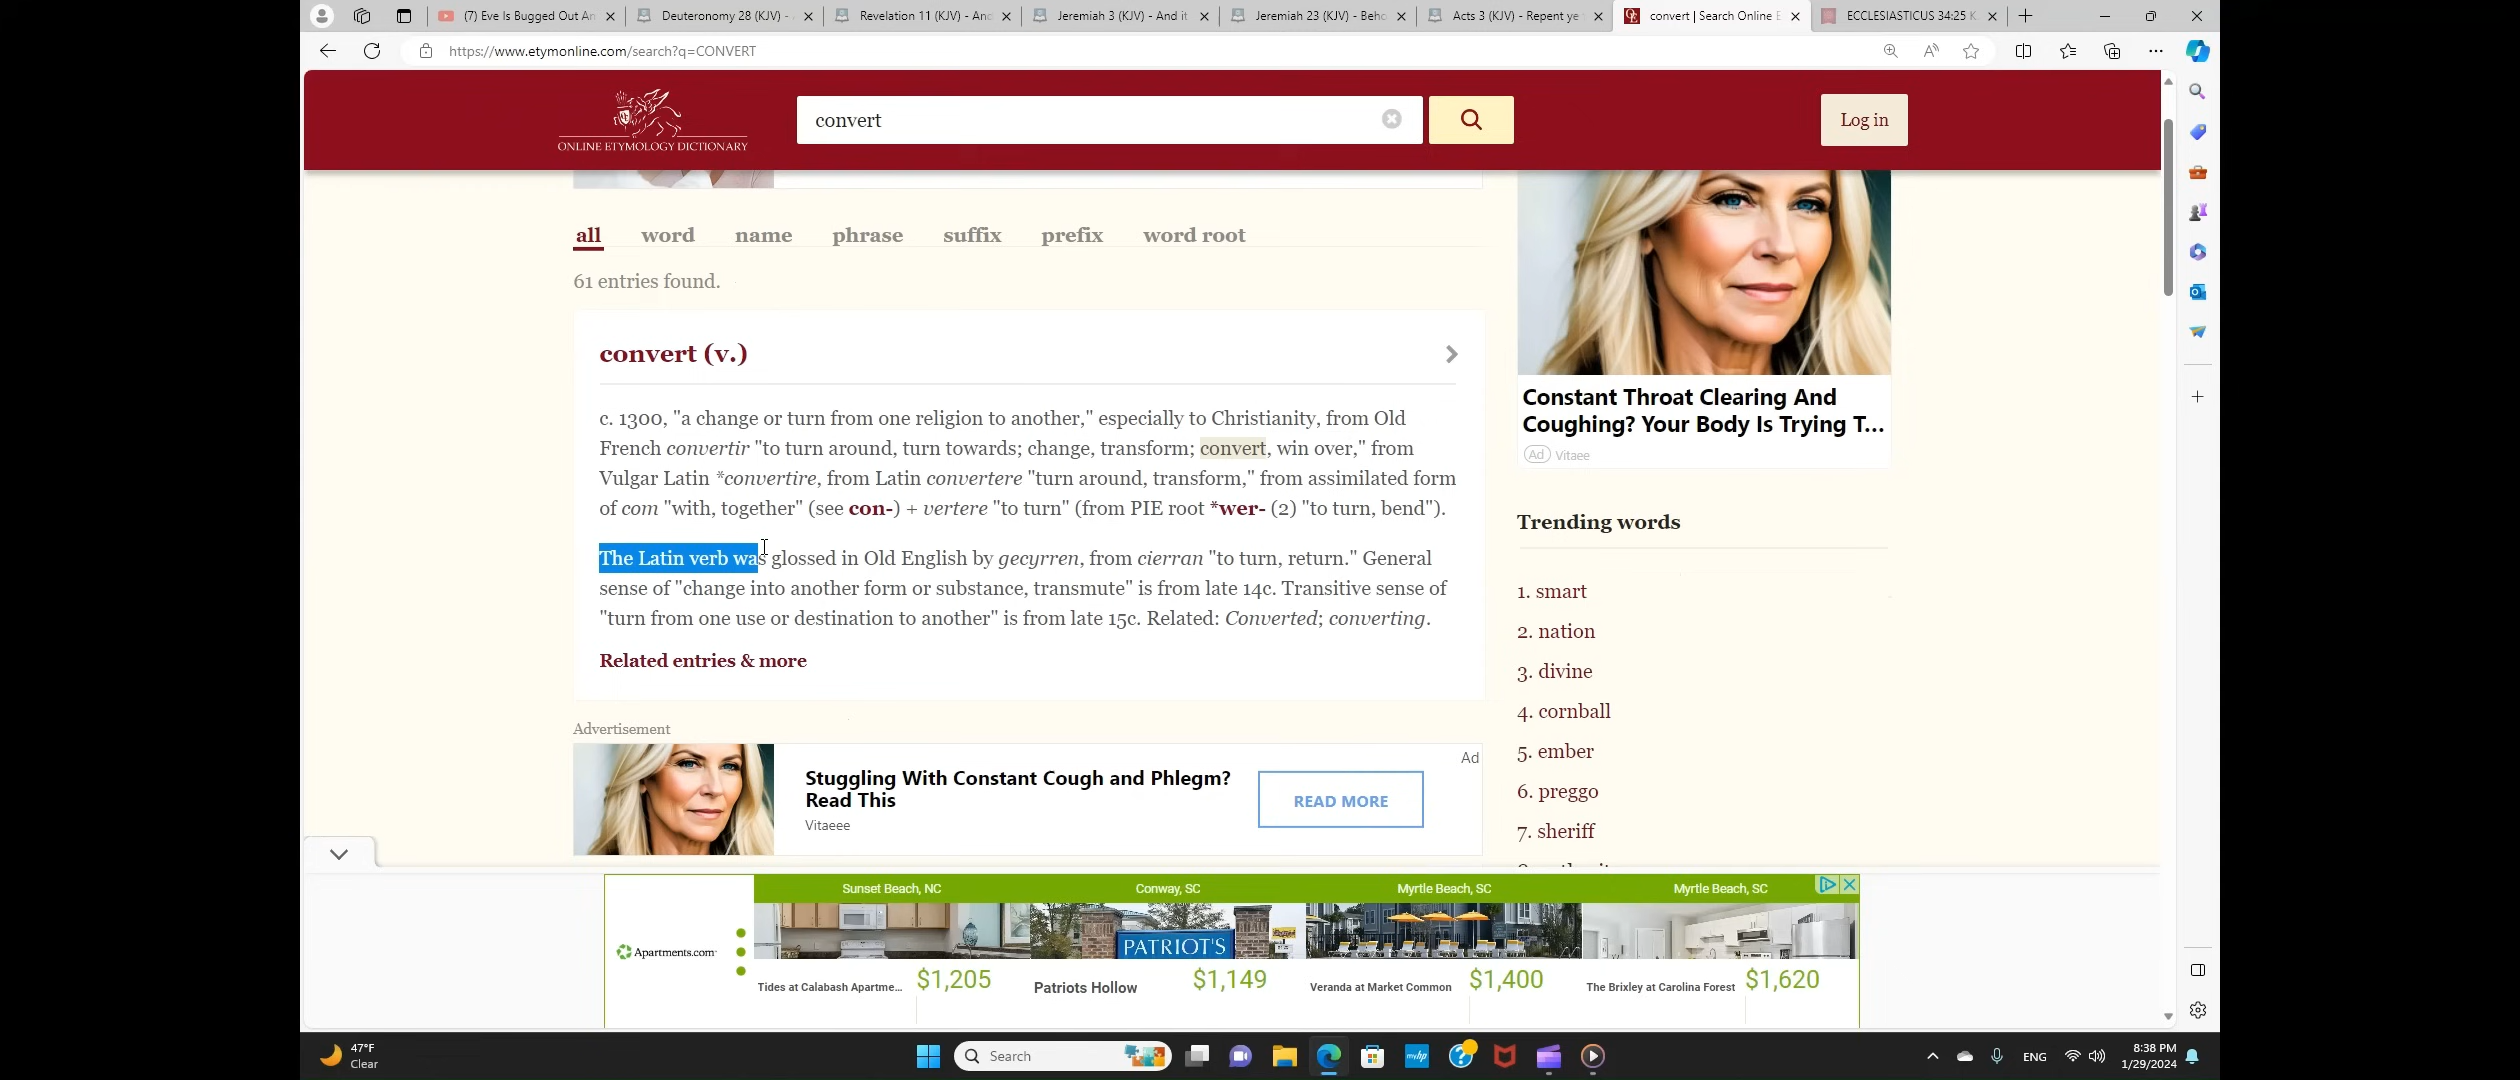 (7) Eve Is Bugged Out An
Deuteronomy 28 (KJV) -
Revelation 11 (KJV) - And
Jeremiah 3 (KJV) - And it
Jeremiah 23 (KJV) - Beho
Acts 3 (KJV) - Repent ye
convert | Search Online E
ECCLESIASTICUS 34:25 K
https://www.etymonline.com/search?q=CONVERT
ONLINE ETYMOLOGY DICTIONARY
convert
Log in
all word name phrase suffix prefix word root
61 entries found.
convert (v.)
c. 1300, "a change or turn from one religion to another," especially to Christianity, from Old
French convertir "to turn around, turn towards; change, transform; convert, win over," from
Vulgar Latin *convertire, from Latin convertere "turn around, transform," from assimilated form
of com "with, together" (see con-) + vertere "to turn" (from PIE root *wer- (2) "to turn, bend").
The Latin verb was glossed in Old English by gecyrren, from cierran "to turn, return." General
sense of "change into another form or substance, transmute" is from late 14c. Transitive sense of
"turn from one use or destination to another" is from late 15c. Related: Converted; converting.
Related entries & more
Advertisement
Stuggling With Constant Cough and Phlegm?
Read This
Vitaeee
Ad
READ MORE
Constant Throat Clearing And
Coughing? Your Body Is Trying T...
Ad Vitaee
Trending words
1. smart
2. nation
3. divine
4. cornball
5. ember
6. preggo
7. sheriff
Apartments.com
Sunset Beach, NC
Conway, SC
Myrtle Beach, SC
Myrtle Beach, SC
PATRIOT'S
Tides at Calabash Apartme... $1,205
Patriots Hollow $1,149
Veranda at Market Common $1,400
The Brixley at Carolina Forest $1,620
47°F
Clear
Search
myhp
ENG
8:38 PM
1/29/2024